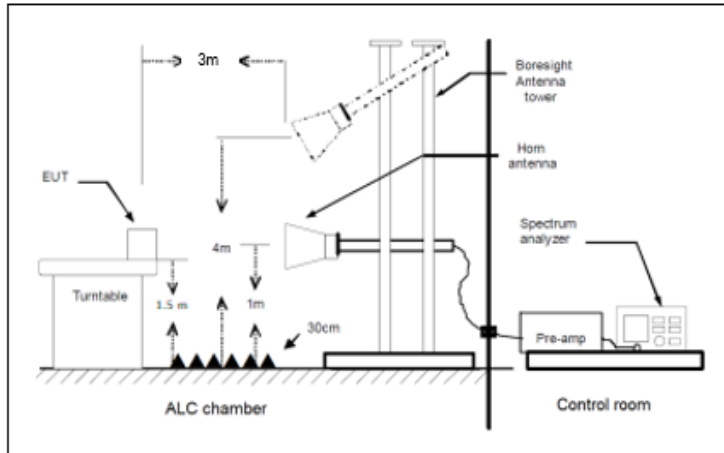 3m
Boresight
Antenna
tower
Horn
antenna
EUT
Spectrum
analyzer
4m
Turntable
1.5 m
1m
30cm
Pre-amp
ALC chamber
Control room